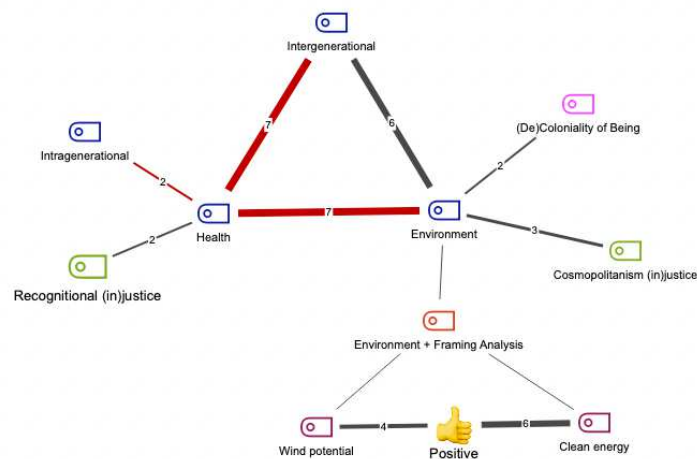 Intergenerational
7
6
(De)Coloniality of Being
Intragenerational
2
2
Health
7
Environment
2
3
Recognitional (in)justice
Cosmopolitanism (in)justice
Environment + Framing Analysis
Wind potential
4
Positive
6
Clean energy